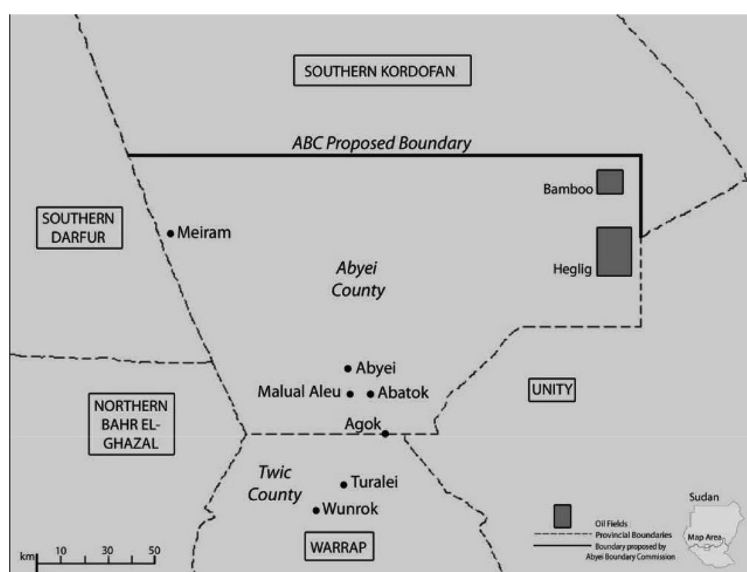 SOUTHERN KORDOFAN
ABC Proposed Boundary
Bamboo
SOUTHERN
DARFUR
Meiram
Heglig
Abyei
County
Abyei
Malual Aleu
Abatok
UNITY
NORTHERN
BAHR EL-
GHAZAL
Agok
Twic
County
Turalei
Wunrok
WARRAP
km
10 30 50
Oil Fields
Provincial Boundaries
Boundary proposed by
Abyei Boundary Commission
Sudan
Map Area